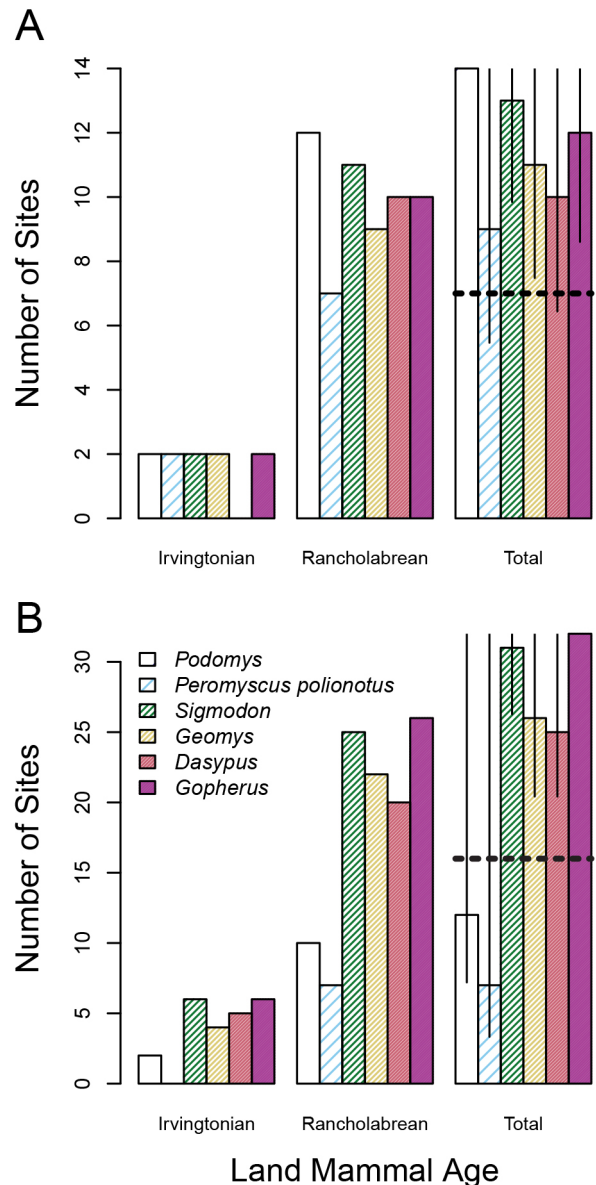 A
Number of Sites
14
12
10
8
6
4
2
0
Irvingtonian Rancholabrean Total
B
Number of Sites
30
25
20
15
10
5
0
Podomys
Peromyscus polionotus
Sigmodon
Geomys
Dasypus
Gopherus
Irvingtonian Rancholabrean Total
Land Mammal Age